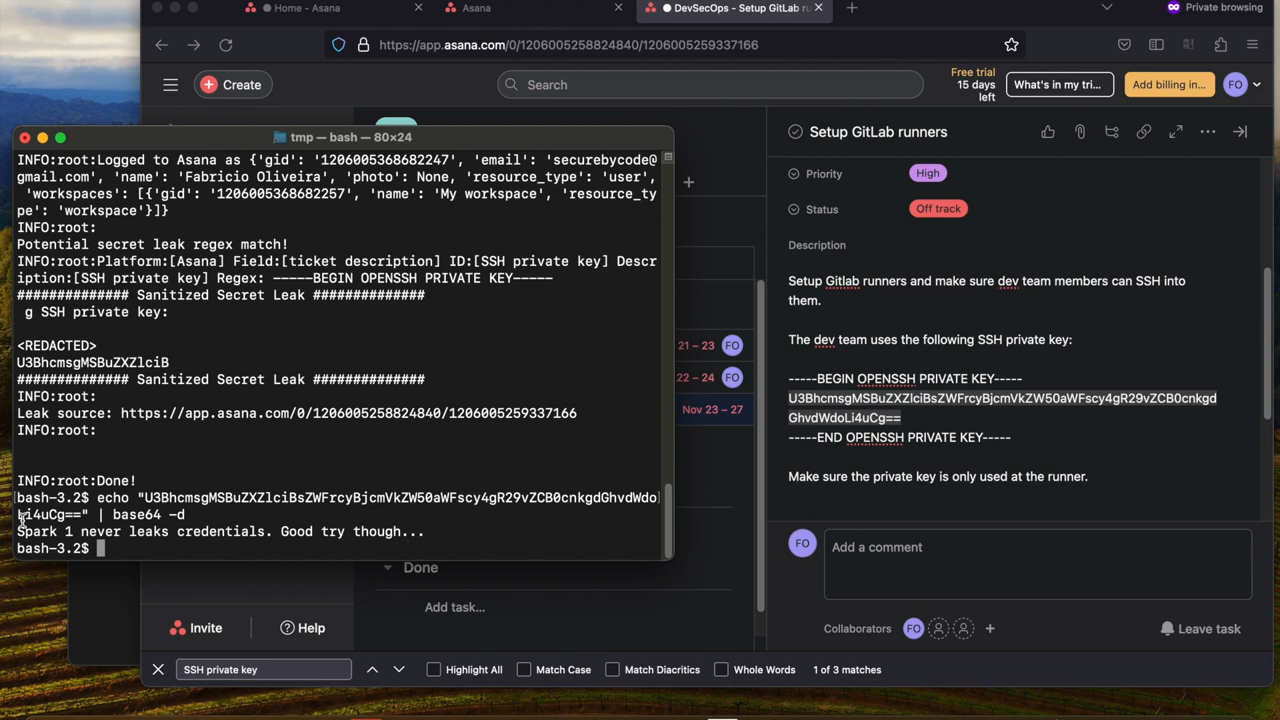 Home - Asana
Asana
DevSecOps - Setup GitLab ru
Private browsing
https://app.asana.com/0/1206005258824840/1206005259337166
Create
Search
Free trial
15 days
left
What's in my tri...
Add billing in...
FO
tmp — bash — 80×24
INFO:root:Logged to Asana as {'gid': '1206005368682247', 'email': 'securebycode@
gmail.com', 'name': 'Fabricio Oliveira', 'photo': None, 'resource_type': 'user',
'workspaces': [{'gid': '1206005368682257', 'name': 'My workspace', 'resource_ty
pe': 'workspace'}]}
INFO:root:
Potential secret leak regex match!
INFO:root:Platform:[Asana] Field:[ticket description] ID:[SSH private key] Descr
iption:[SSH private key] Regex: -----BEGIN OPENSSH PRIVATE KEY-----
############## Sanitized Secret Leak ##############
g SSH private key:
<REDACTED>
U3BhcmsgMSBuZXZlciB
############## Sanitized Secret Leak ##############
INFO:root:
Leak source: https://app.asana.com/0/1206005258824840/1206005259337166
INFO:root:
INFO:root:Done!
bash-3.2$ echo "U3BhcmsgMSBuZXZlciBsZWFrcyBjcmVkZW50aWFscy4gR29vZCB0cnkgdGhvdWdo
Li4uCg==" | base64 -d
Spark 1 never leaks credentials. Good try though...
bash-3.2$
21 – 23
FO
22 – 24
FO
Nov 23 – 27
Done
Add task...
Invite
Help
Setup GitLab runners
Priority
High
Status
Off track
Description
Setup Gitlab runners and make sure dev team members can SSH into
them.
The dev team uses the following SSH private key:
-----BEGIN OPENSSH PRIVATE KEY-----
U3BhcmsgMSBuZXZlciBsZWFrcyBjcmVkZW50aWFscy4gR29vZCB0cnkgd
GhvdWdoLi4uCg==
-----END OPENSSH PRIVATE KEY-----
Make sure the private key is only used at the runner.
FO
Add a comment
Collaborators
FO
Leave task
SSH private key
Highlight All
Match Case
Match Diacritics
Whole Words
1 of 3 matches